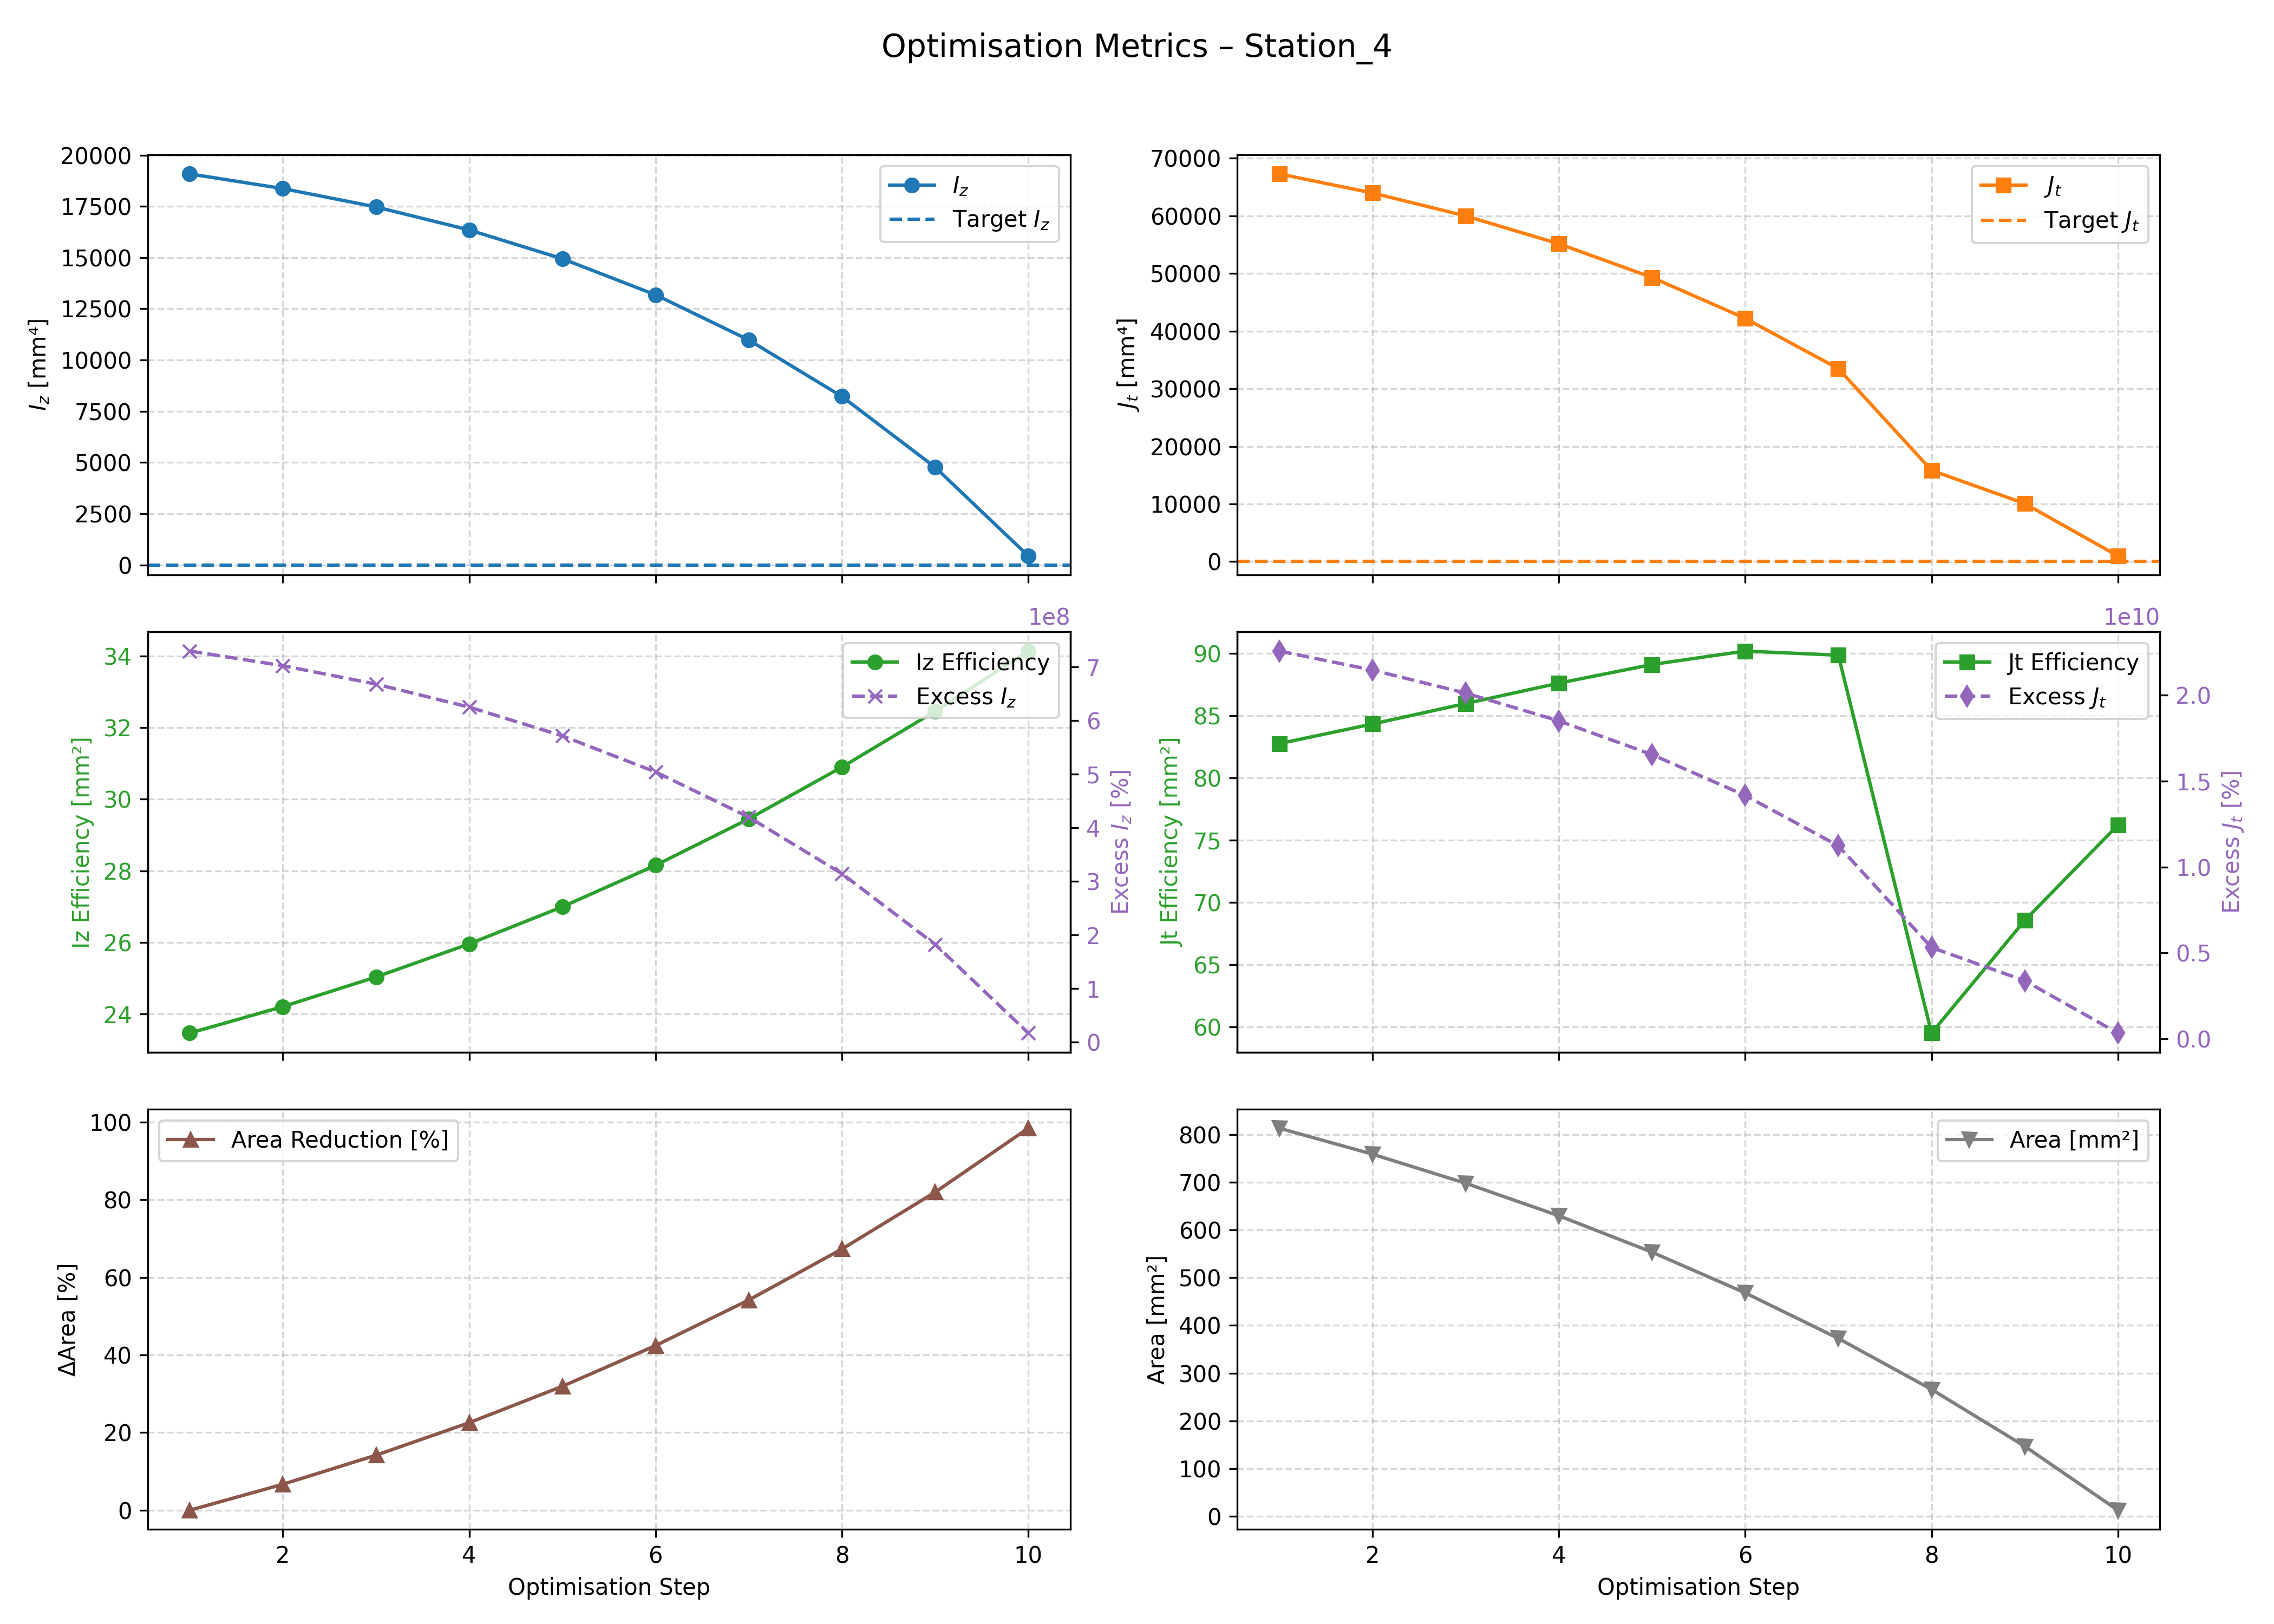 Optimisation Metrics – Station_4
20000
17500
15000
12500
10000
7500
5000
2500
0
I_z [mm⁴]
I_z
Target I_z
70000
60000
50000
40000
30000
20000
10000
0
J_t [mm⁴]
J_t
Target J_t
34
32
30
28
26
24
Iz Efficiency [mm²]
Iz Efficiency
Excess I_z
1e8
7
6
5
4
3
2
1
0
Excess I_z [%]
90
85
80
75
70
65
60
Jt Efficiency [mm²]
Jt Efficiency
Excess J_t
1e10
2.0
1.5
1.0
0.5
0.0
Excess J_t [%]
100
80
60
40
20
0
ΔArea [%]
Area Reduction [%]
2 4 6 8 10
Optimisation Step
800
700
600
500
400
300
200
100
0
Area [mm²]
Area [mm²]
2 4 6 8 10
Optimisation Step